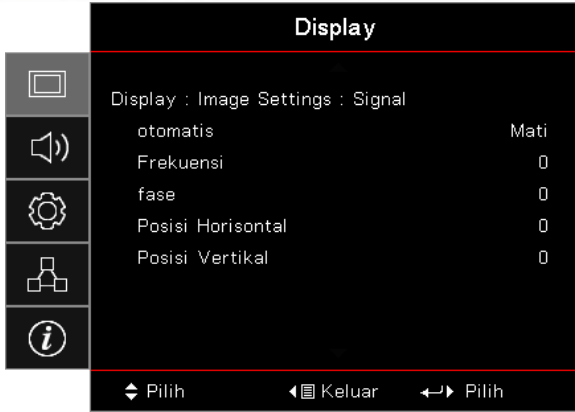 Display
Display : Image Settings : Signal
otomatis Mati
Frekuensi 0
fase 0
Posisi Horisontal 0
Posisi Vertikal 0
Pilih Keluar Pilih